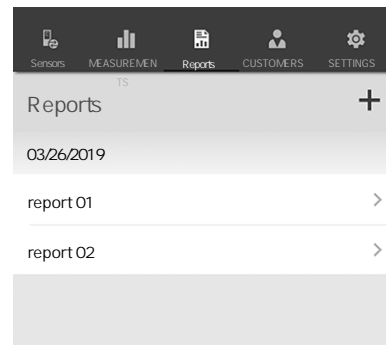 Sensors MEASUREMEN Reports CUSTOMERS SETTINGS
TS
Reports
03/26/2019
report 01
report 02